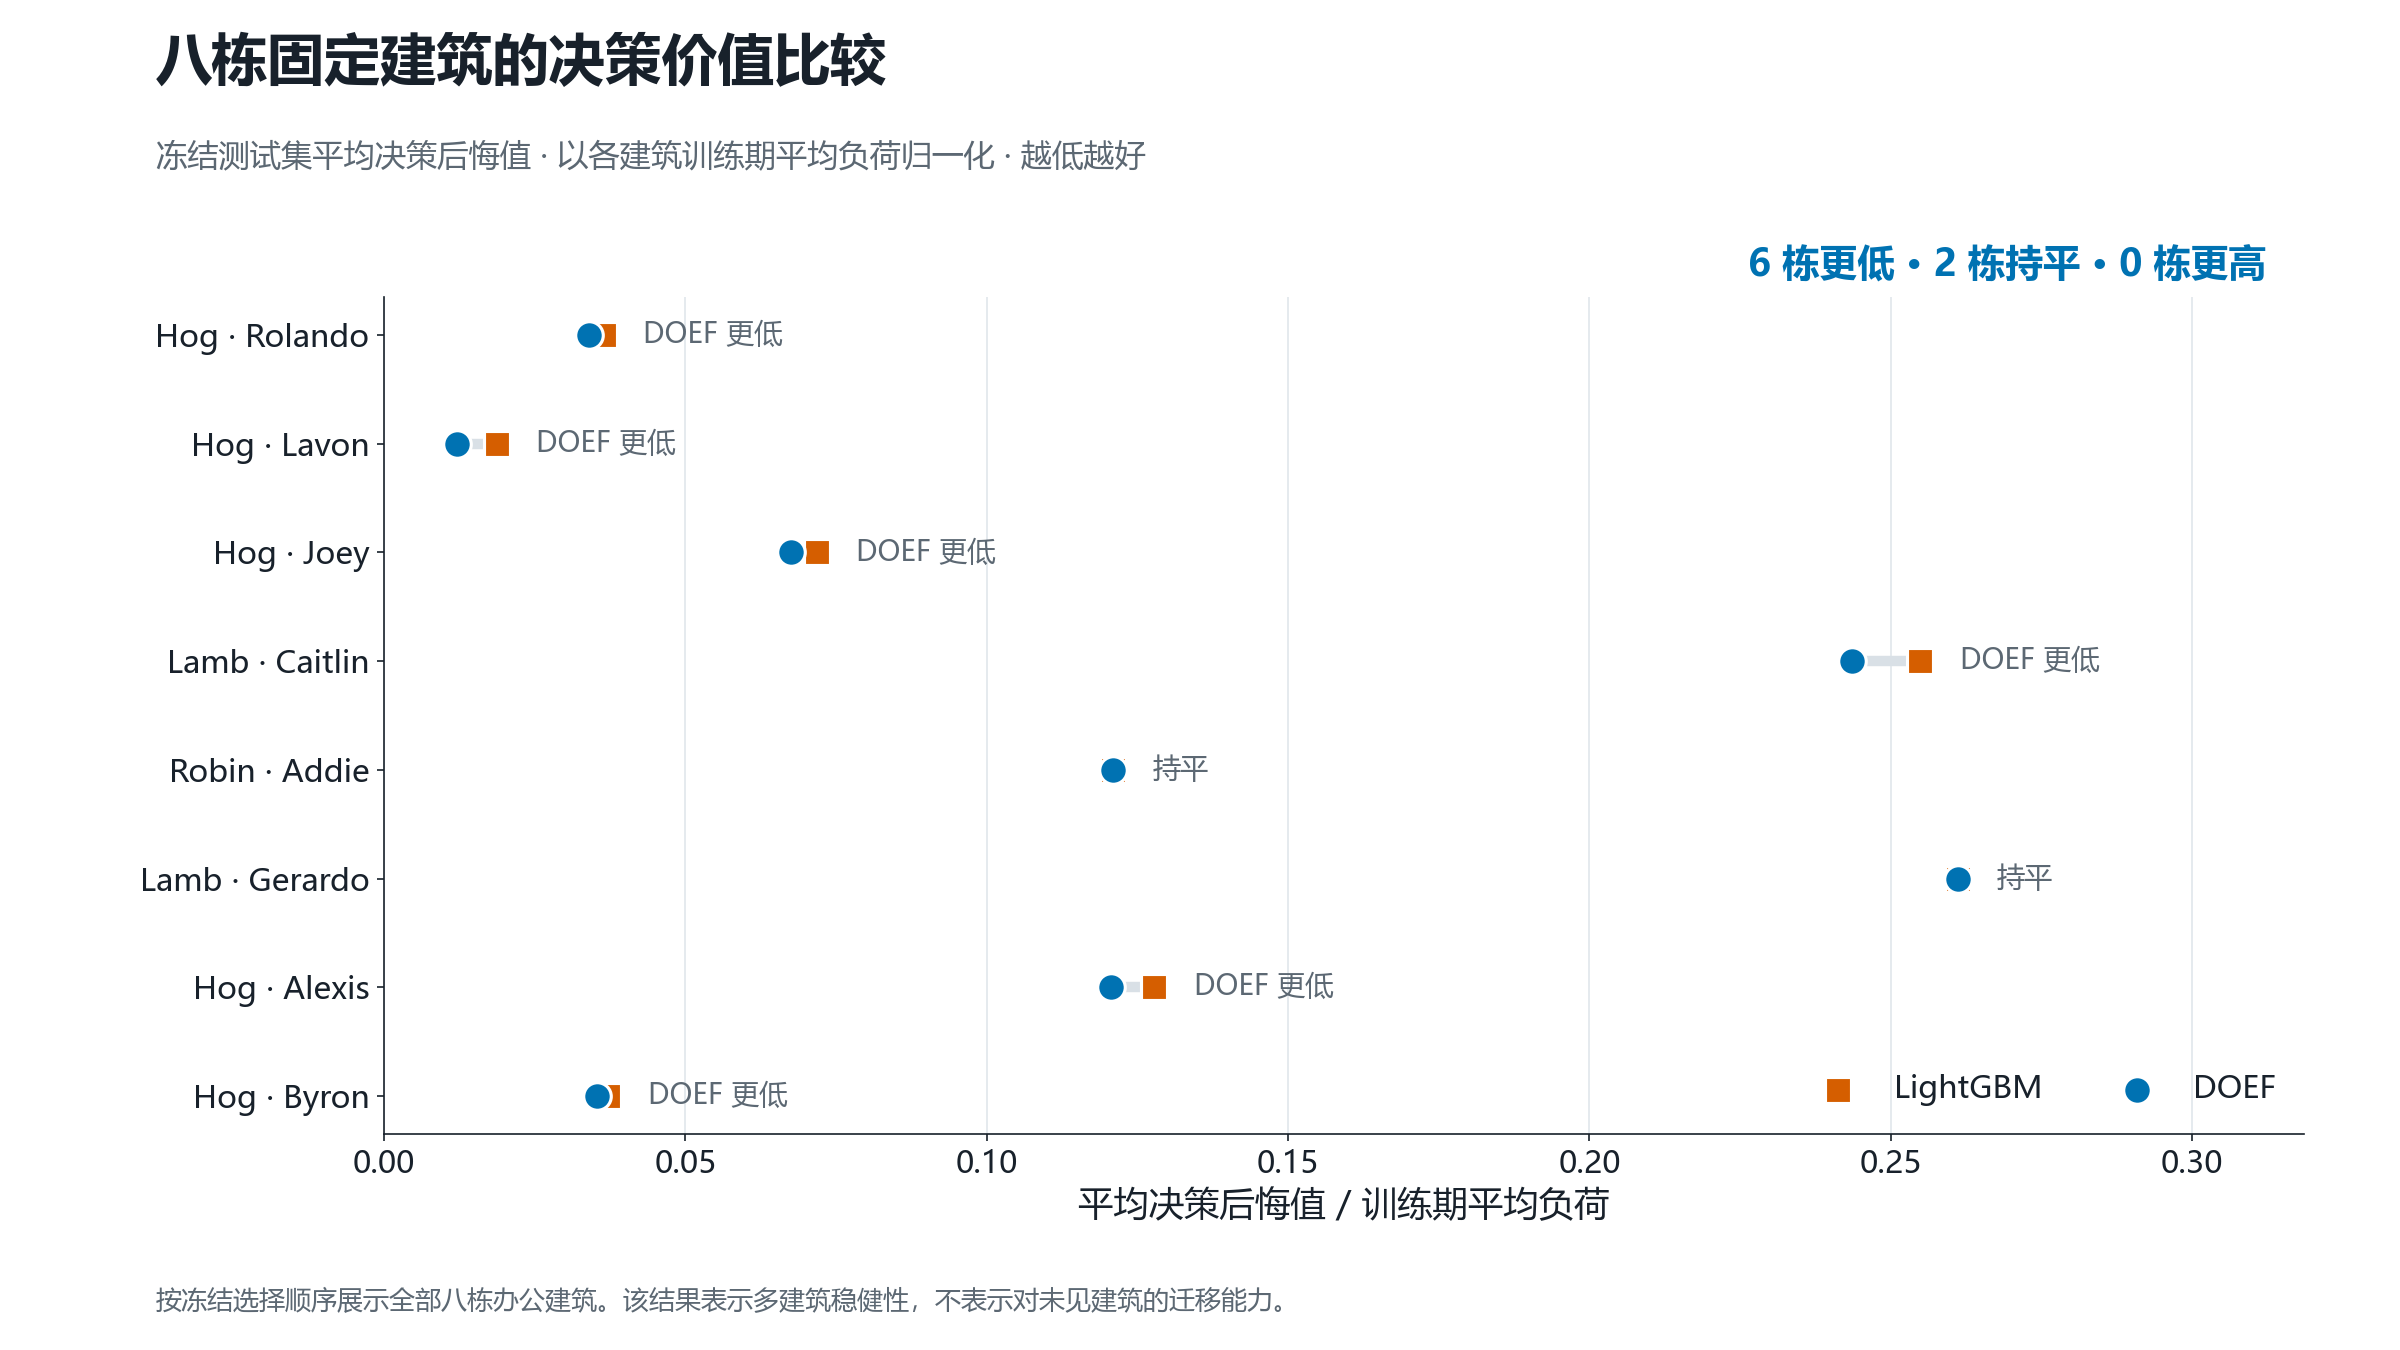 八栋固定建筑的决策价值比较
冻结测试集平均决策后悔值 · 以各建筑训练期平均负荷归一化 · 越低越好
6 栋更低 • 2 栋持平 • 0 栋更高
Hog · Rolando
DOEF 更低
Hog · Lavon
DOEF 更低
Hog · Joey
DOEF 更低
Lamb · Caitlin
DOEF 更低
Robin · Addie
持平
Lamb · Gerardo
持平
Hog · Alexis
DOEF 更低
Hog · Byron
DOEF 更低
LightGBM
DOEF
0.00 0.05 0.10 0.15 0.20 0.25 0.30
平均决策后悔值 / 训练期平均负荷
按冻结选择顺序展示全部八栋办公建筑。该结果表示多建筑稳健性，不表示对未见建筑的迁移能力。